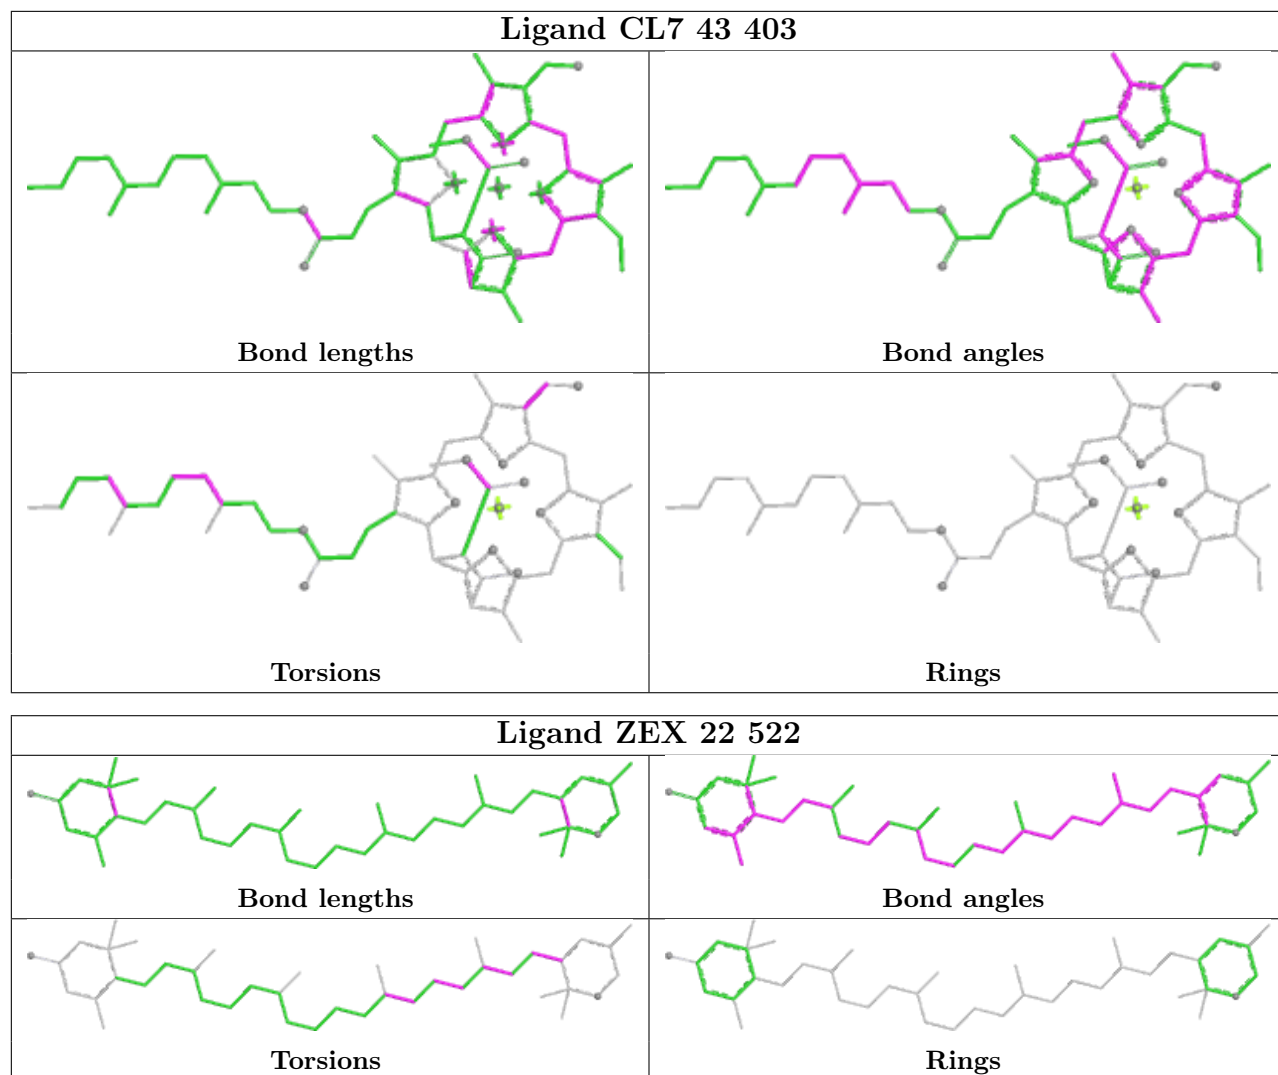 Ligand CL7 43 403
Bond lengths
Bond angles
Torsions
Rings
Ligand ZEX 22 522
Bond lengths
Bond angles
Torsions
Rings